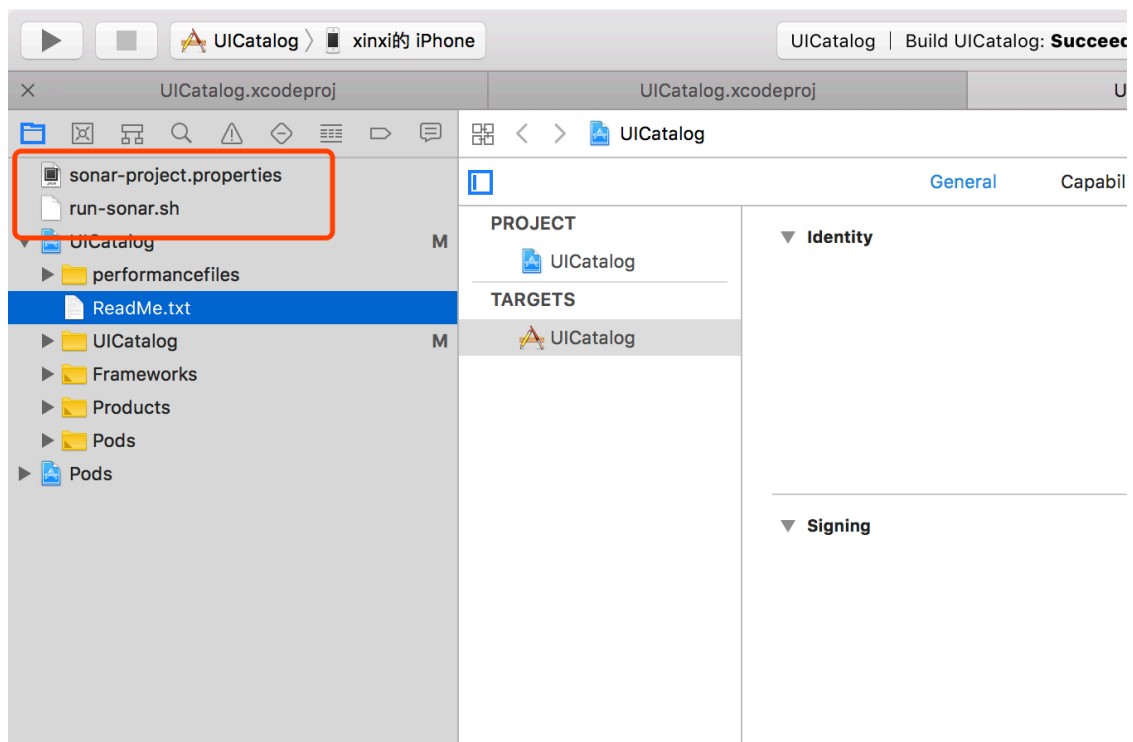 UICatalog 〉 xinxi的 iPhone
UICatalog | Build UICatalog: Succeed
UICatalog.xcodeproj
UICatalog.xcodeproj
U
UICatalog
sonar-project.properties
run-sonar.sh
UICatalog M
performancefiles
ReadMe.txt
UICatalog M
Frameworks
Products
Pods
Pods
General Capabil
PROJECT
UICatalog
TARGETS
UICatalog
Identity
Signing